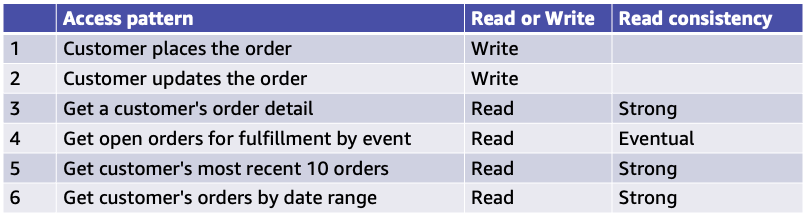 Access pattern Read or Write Read consistency
1 Customer places the order Write
2 Customer updates the order Write
3 Get a customer's order detail Read Strong
4 Get open orders for fulfillment by event Read Eventual
5 Get customer's most recent 10 orders Read Strong
6 Get customer's orders by date range Read Strong